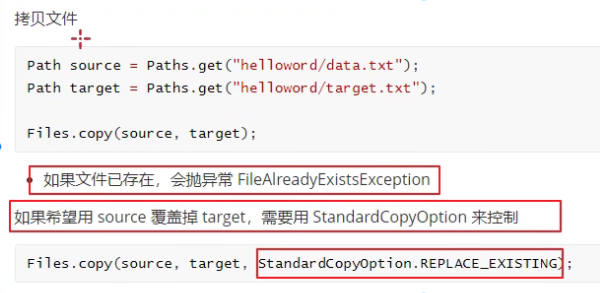 拷贝文件
Path source = Paths.get("helloword/data.txt");
Path target = Paths.get("helloword/target.txt");
Files.copy(source, target);
• 如果文件已存在，会抛异常 FileAlreadyExistsException
如果希望用 source 覆盖掉 target，需要用 StandardCopyOption 来控制
Files.copy(source, target, StandardCopyOption.REPLACE_EXISTING);